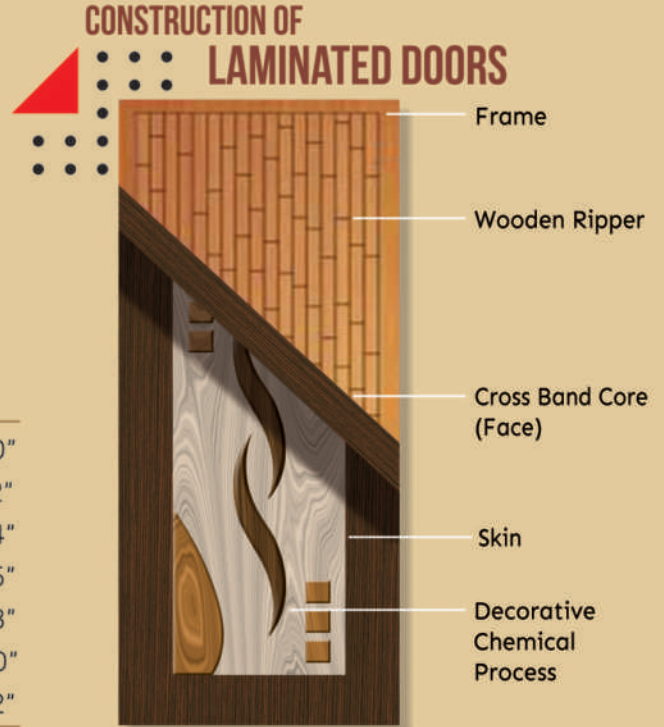 CONSTRUCTION OF
LAMINATED DOORS
Frame
Wooden Ripper
Cross Band Core
(Face)
Skin
Decorative
Chemical
Process